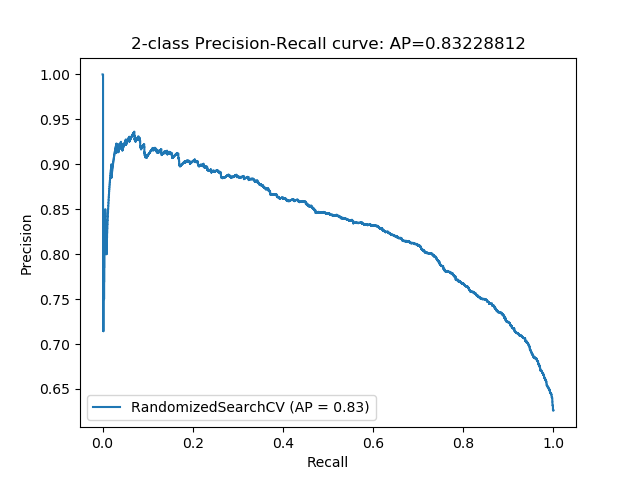 2-class Precision-Recall curve: AP=0.83228812
1.00
0.95
0.90
0.85
0.80
0.75
0.70
0.65
Precision
RandomizedSearchCV (AP = 0.83)
0.0 0.2 0.4 0.6 0.8 1.0
Recall